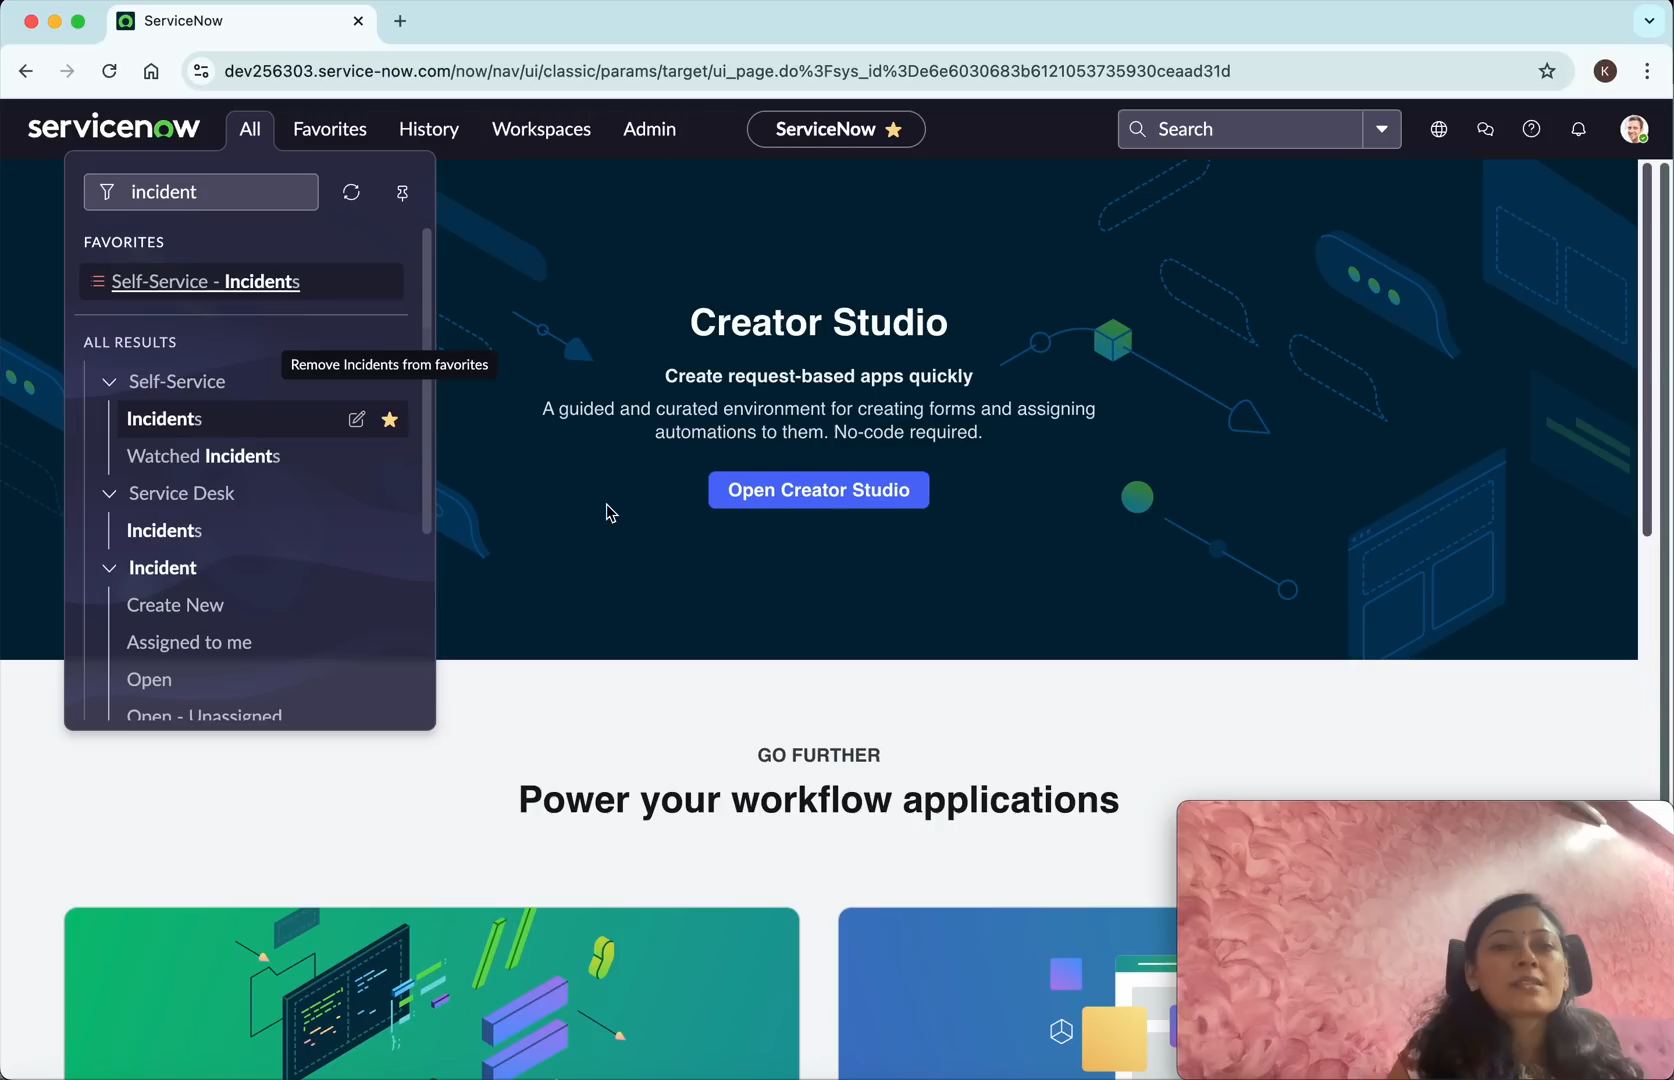 ServiceNow
dev256303.service-now.com/now/nav/ui/classic/params/target/ui_page.do%3Fsys_id%3De6e6030683b6121053735930ceaad31d
K
servicenow
All
Favorites
History
Workspaces
Admin
ServiceNow
Search
incident
FAVORITES
Self-Service - Incidents
ALL RESULTS
Remove Incidents from favorites
Self-Service
Incidents
Watched Incidents
Service Desk
Incidents
Incident
Create New
Assigned to me
Open
Open - Unassigned
Creator Studio
Create request-based apps quickly
A guided and curated environment for creating forms and assigning
automations to them. No-code required.
Open Creator Studio
GO FURTHER
Power your workflow applications